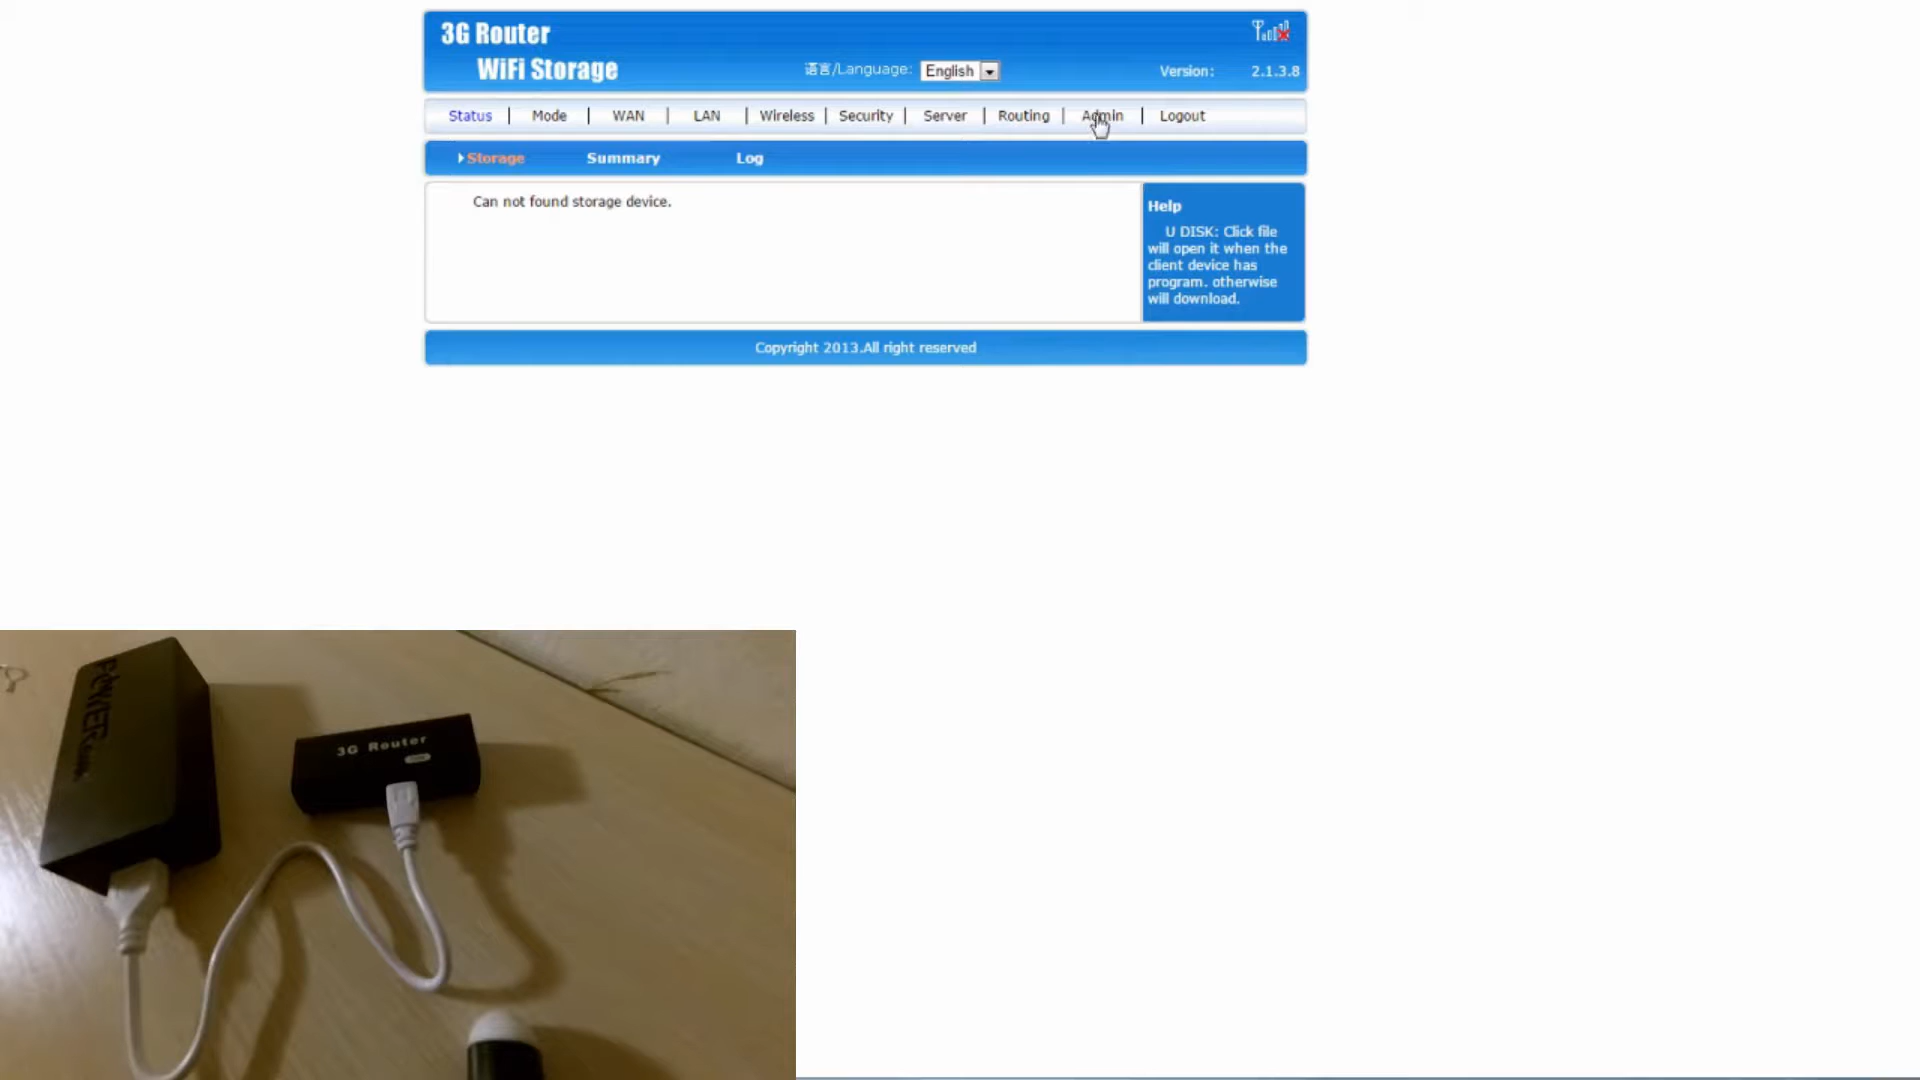 3G Router
WiFi Storage
语言/Language: English
Version: 2.1.3.8
Status | Mode | WAN | LAN | Wireless | Security | Server | Routing | Admin | Logout
Storage Summary Log
Can not found storage device.
Help
U DISK: Click file
will open it when the
client device has
program. otherwise
will download.
Copyright 2013.All right reserved
3G Router